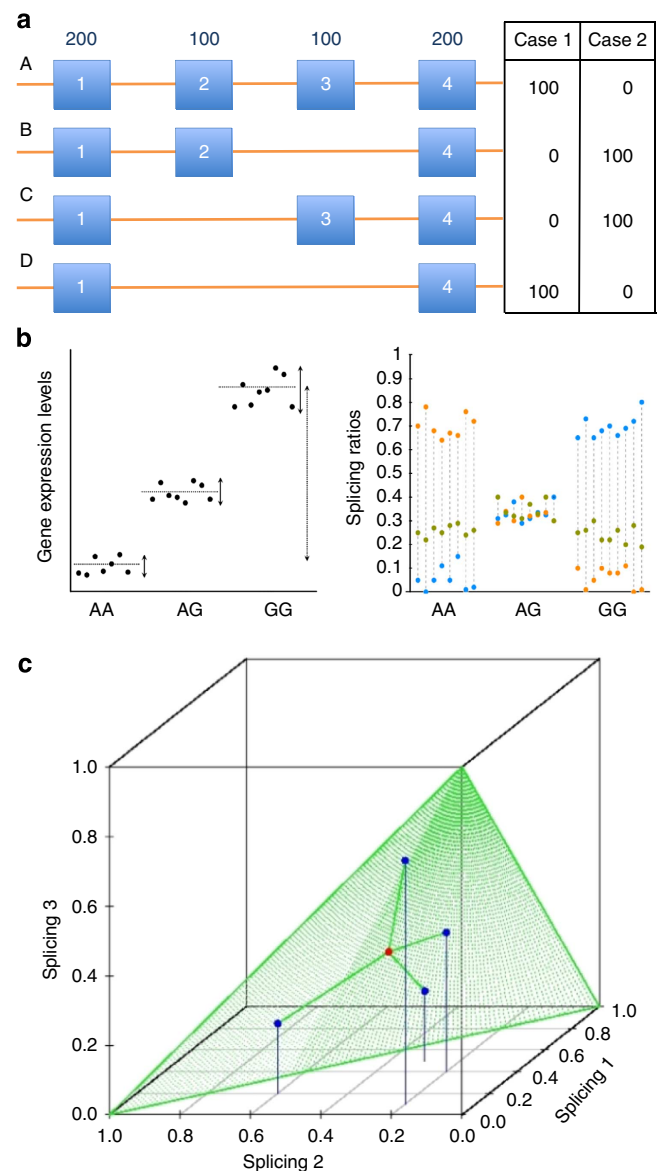 a
200 100 100 200 Case 1 Case 2
A 1 2 3 4 100 0
B 1 2 4 0 100
C 1 3 4 0 100
D 1 4 100 0
b
Gene expression levels
AA AG GG
Splicing ratios
1
0.9
0.8
0.7
0.6
0.5
0.4
0.3
0.2
0.1
0
AA AG GG
c
Splicing 3
1.0
0.8
0.6
0.4
0.2
0.0
1.0 0.8 0.6 0.4 0.2 0.0
Splicing 2
0.0 0.2 0.4 0.6 0.8 1.0
Splicing 1